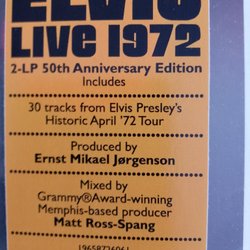 ELVIS
LIVE 1972
2-LP 50th Anniversary Edition
Includes
30 tracks from Elvis Presley's
Historic April '72 Tour
Produced by
Ernst Mikael Jørgenson
Mixed by
Grammy®Award-winning
Memphis-based producer
Matt Ross-Spang